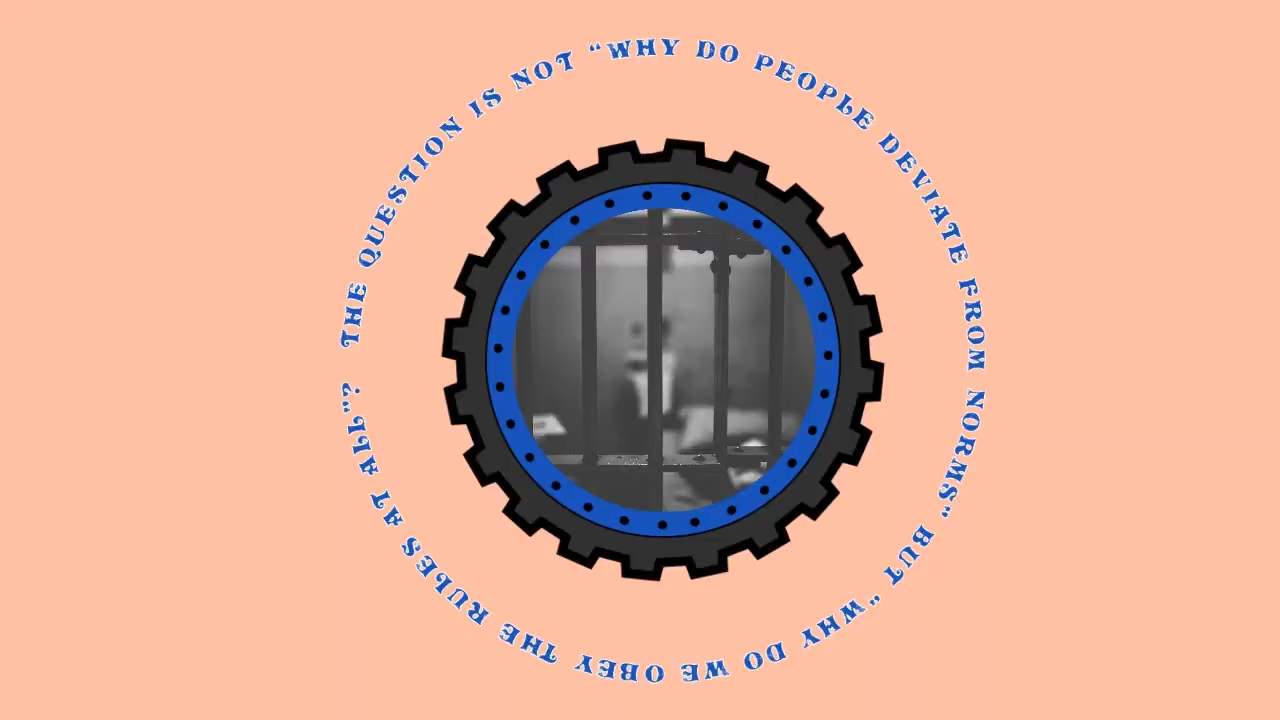 THE QUESTION IS NOT “WHY DO PEOPLE DEVIATE FROM NORMS” BUT “WHY DO WE OBEY THE RULES AT ALL”?